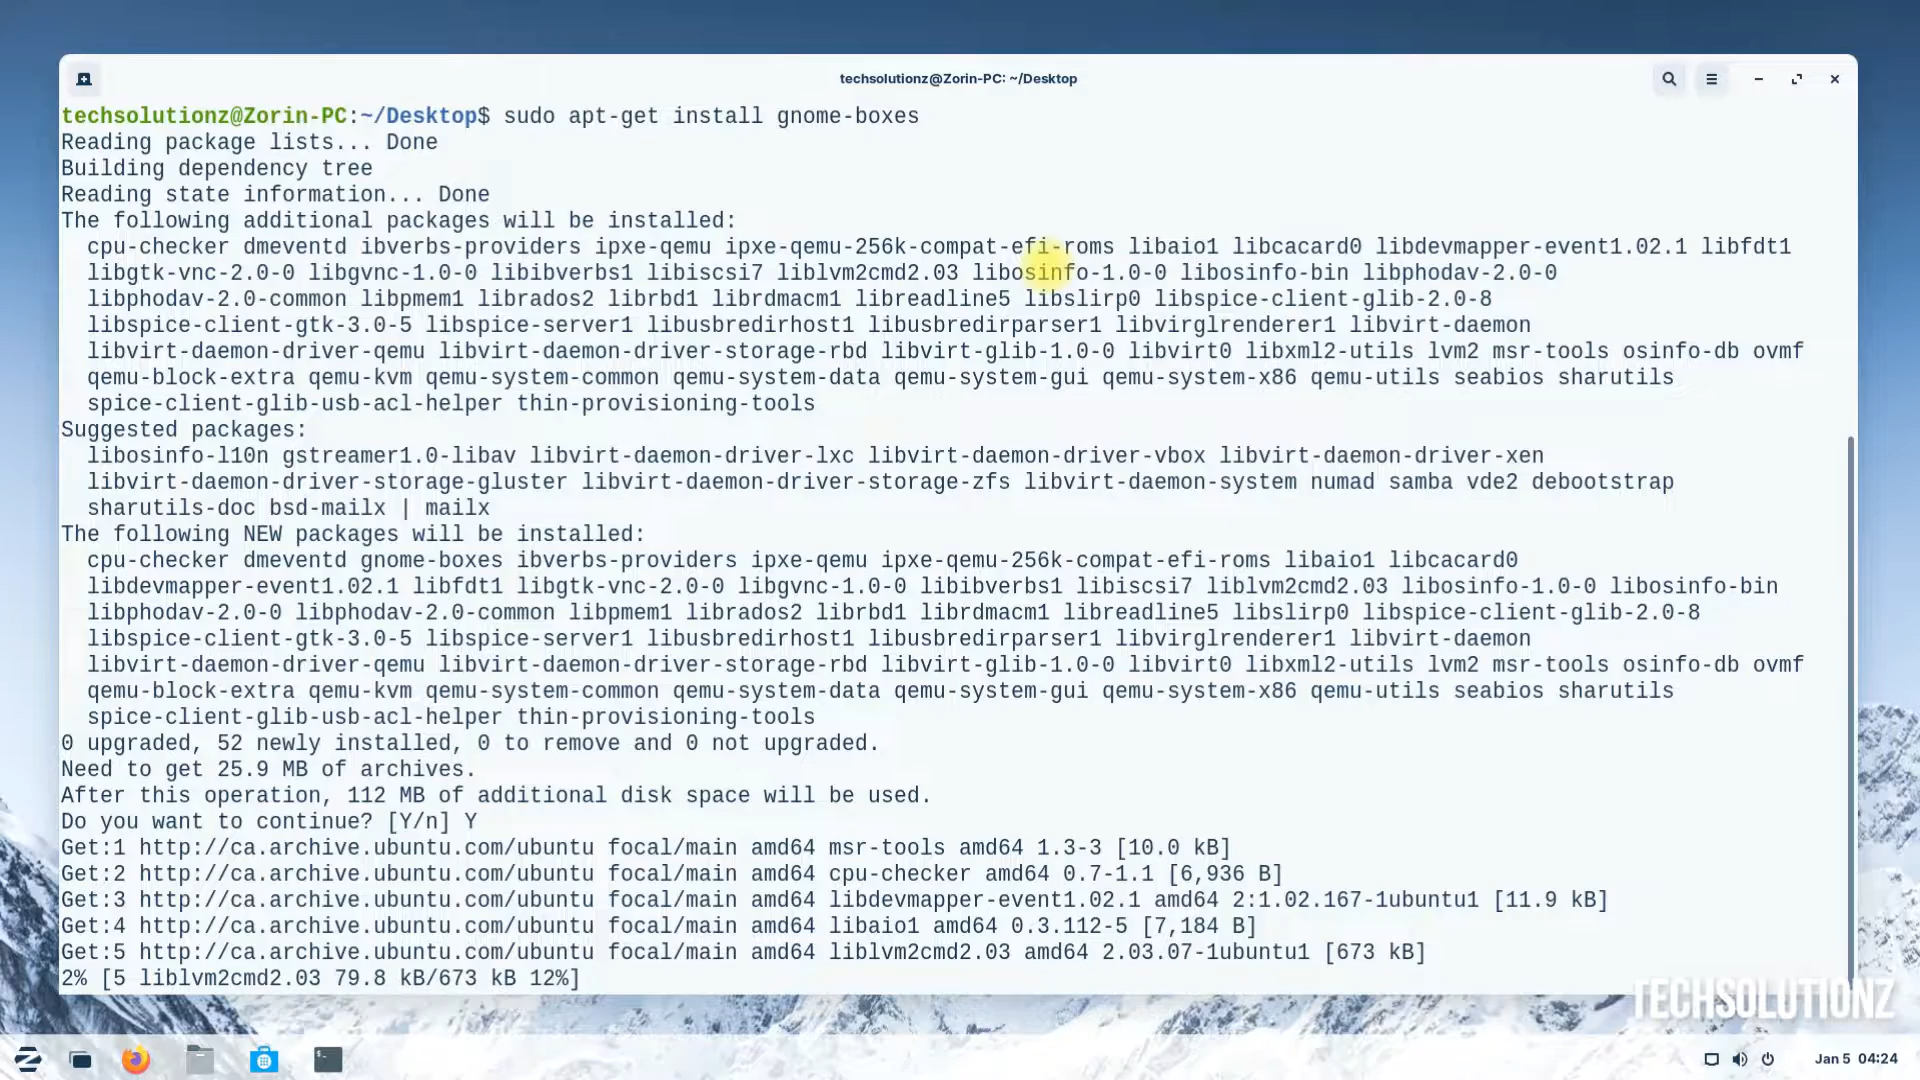 techsolutionz@Zorin-PC: ~/Desktop
techsolutionz@Zorin-PC:~/Desktop$ sudo apt-get install gnome-boxes
Reading package lists... Done
Building dependency tree
Reading state information... Done
The following additional packages will be installed:
  cpu-checker dmeventd ibverbs-providers ipxe-qemu ipxe-qemu-256k-compat-efi-roms libaio1 libcacard0 libdevmapper-event1.02.1 libfdt1
  libgtk-vnc-2.0-0 libgvnc-1.0-0 libibverbs1 libiscsi7 liblvm2cmd2.03 libosinfo-1.0-0 libosinfo-bin libphodav-2.0-0
  libphodav-2.0-common libpmem1 librados2 librbd1 librdmacm1 libreadline5 libslirp0 libspice-client-glib-2.0-8
  libspice-client-gtk-3.0-5 libspice-server1 libusbredirhost1 libusbredirparser1 libvirglrenderer1 libvirt-daemon
  libvirt-daemon-driver-qemu libvirt-daemon-driver-storage-rbd libvirt-glib-1.0-0 libvirt0 libxml2-utils lvm2 msr-tools osinfo-db ovmf
  qemu-block-extra qemu-kvm qemu-system-common qemu-system-data qemu-system-gui qemu-system-x86 qemu-utils seabios sharutils
  spice-client-glib-usb-acl-helper thin-provisioning-tools
Suggested packages:
  libosinfo-l10n gstreamer1.0-libav libvirt-daemon-driver-lxc libvirt-daemon-driver-vbox libvirt-daemon-driver-xen
  libvirt-daemon-driver-storage-gluster libvirt-daemon-driver-storage-zfs libvirt-daemon-system numad samba vde2 debootstrap
  sharutils-doc bsd-mailx | mailx
The following NEW packages will be installed:
  cpu-checker dmeventd gnome-boxes ibverbs-providers ipxe-qemu ipxe-qemu-256k-compat-efi-roms libaio1 libcacard0
  libdevmapper-event1.02.1 libfdt1 libgtk-vnc-2.0-0 libgvnc-1.0-0 libibverbs1 libiscsi7 liblvm2cmd2.03 libosinfo-1.0-0 libosinfo-bin
  libphodav-2.0-0 libphodav-2.0-common libpmem1 librados2 librbd1 librdmacm1 libreadline5 libslirp0 libspice-client-glib-2.0-8
  libspice-client-gtk-3.0-5 libspice-server1 libusbredirhost1 libusbredirparser1 libvirglrenderer1 libvirt-daemon
  libvirt-daemon-driver-qemu libvirt-daemon-driver-storage-rbd libvirt-glib-1.0-0 libvirt0 libxml2-utils lvm2 msr-tools osinfo-db ovmf
  qemu-block-extra qemu-kvm qemu-system-common qemu-system-data qemu-system-gui qemu-system-x86 qemu-utils seabios sharutils
  spice-client-glib-usb-acl-helper thin-provisioning-tools
0 upgraded, 52 newly installed, 0 to remove and 0 not upgraded.
Need to get 25.9 MB of archives.
After this operation, 112 MB of additional disk space will be used.
Do you want to continue? [Y/n] Y
Get:1 http://ca.archive.ubuntu.com/ubuntu focal/main amd64 msr-tools amd64 1.3-3 [10.0 kB]
Get:2 http://ca.archive.ubuntu.com/ubuntu focal/main amd64 cpu-checker amd64 0.7-1.1 [6,936 B]
Get:3 http://ca.archive.ubuntu.com/ubuntu focal/main amd64 libdevmapper-event1.02.1 amd64 2:1.02.167-1ubuntu1 [11.9 kB]
Get:4 http://ca.archive.ubuntu.com/ubuntu focal/main amd64 libaio1 amd64 0.3.112-5 [7,184 B]
Get:5 http://ca.archive.ubuntu.com/ubuntu focal/main amd64 liblvm2cmd2.03 amd64 2.03.07-1ubuntu1 [673 kB]
2% [5 liblvm2cmd2.03 79.8 kB/673 kB 12%]
TECHSOLUTIONZ
Jan 5 04:24